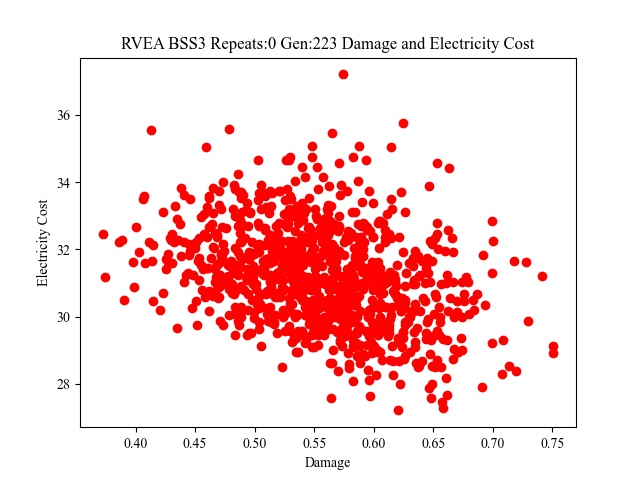 RVEA BSS3 Repeats:0 Gen:223 Damage and Electricity Cost
Electricity Cost
36
34
32
30
28
0.40 0.45 0.50 0.55 0.60 0.65 0.70 0.75
Damage